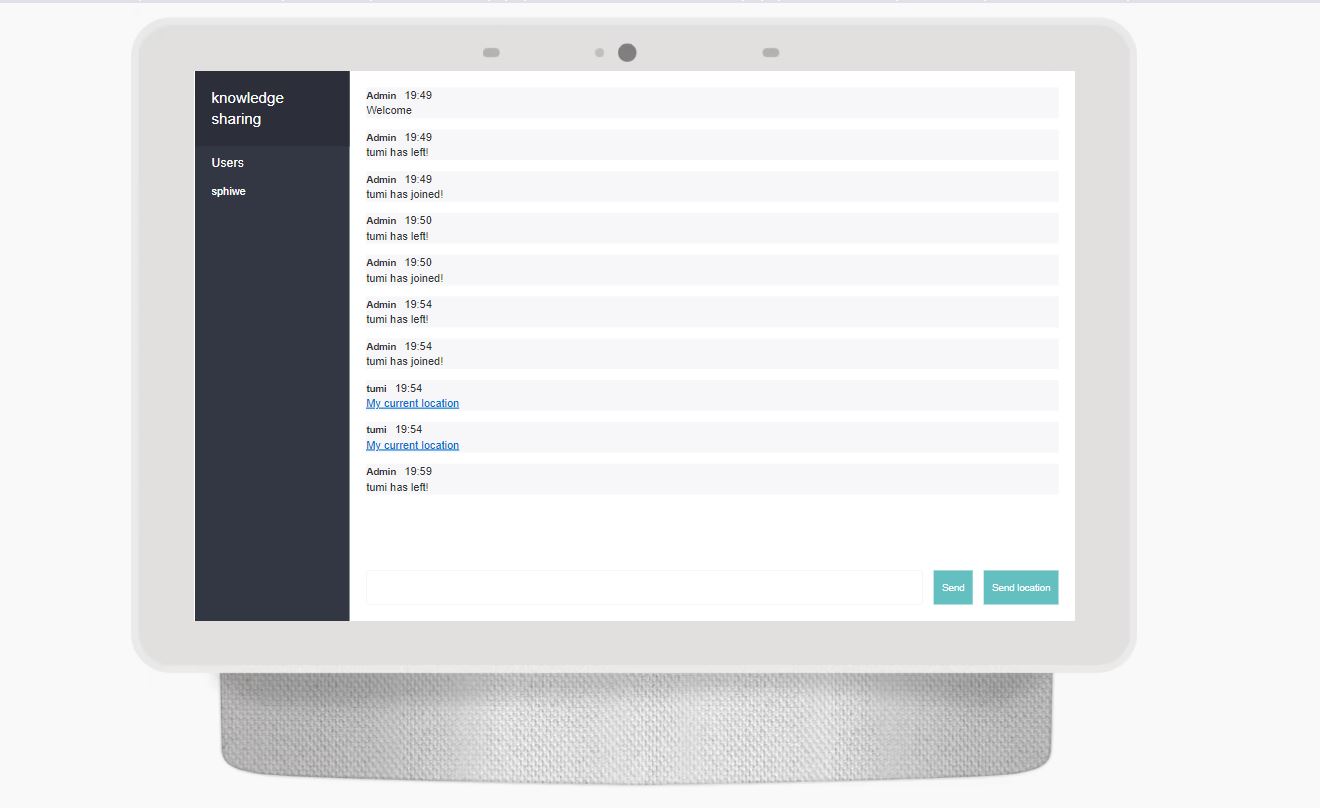 knowledge
sharing
Users
sphiwe
Admin 19:49
Welcome
Admin 19:49
tumi has left!
Admin 19:49
tumi has joined!
Admin 19:50
tumi has left!
Admin 19:50
tumi has joined!
Admin 19:54
tumi has left!
Admin 19:54
tumi has joined!
tumi 19:54
My current location
tumi 19:54
My current location
Admin 19:59
tumi has left!
Send
Send location